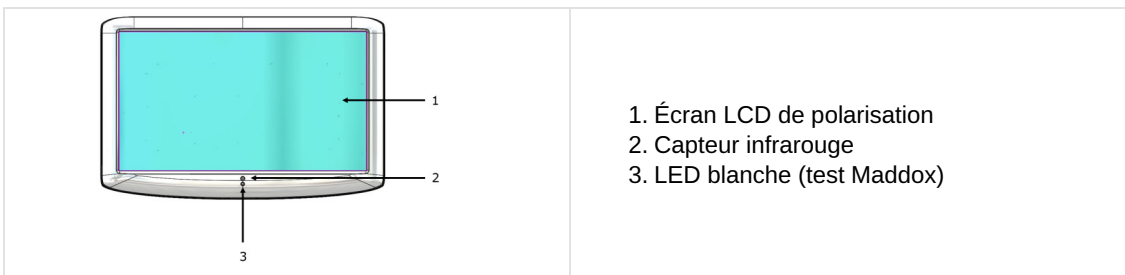 1
2
3
1. Écran LCD de polarisation
2. Capteur infrarouge
3. LED blanche (test Maddox)